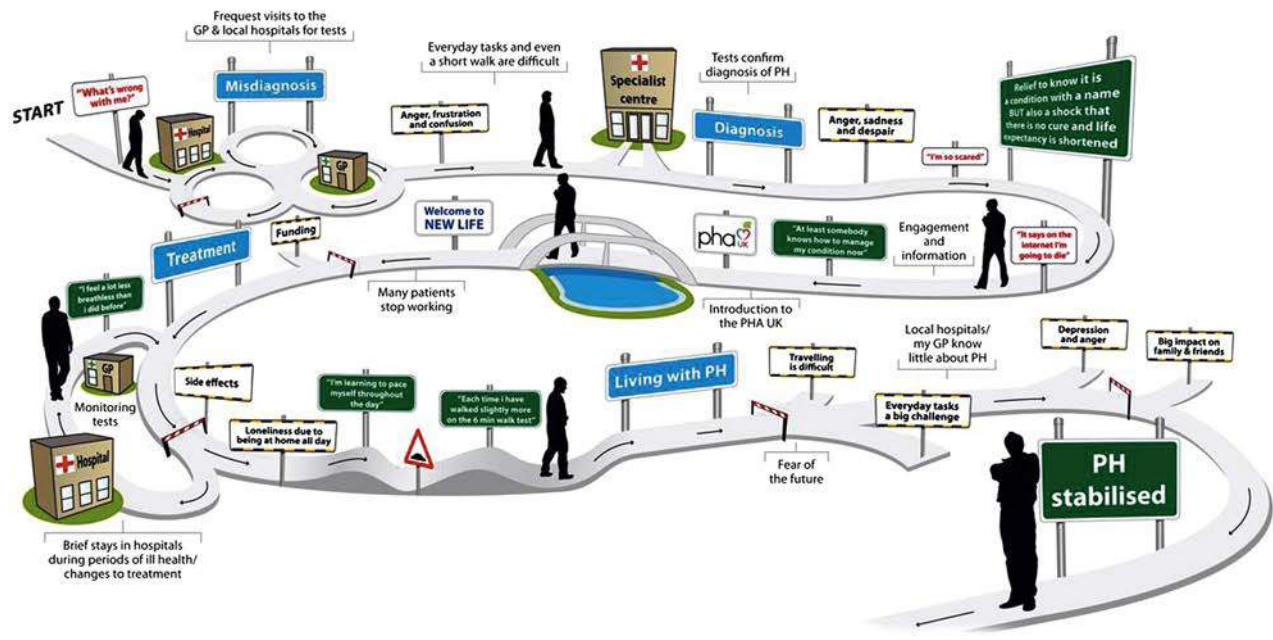 START
"What's wrong
with me?"
Frequest visits to the
GP & local hospitals for tests
Misdiagnosis
Hospital
GP
Anger, frustration
and confusion
Everyday tasks and even
a short walk are difficult
Specialist
centre
Tests confirm
diagnosis of PH
Diagnosis
Anger, sadness
and despair
"I'm so scared"
Relief to know it is
a condition with a name
BUT also a shock that
there is no cure and life
expectancy is shortened
"It says on the
internet I'm
going to die"
Engagement
and
information
"At least somebody
knows how to manage
my condition now"
pha
UK
Introduction to
the PHA UK
Welcome to
NEW LIFE
Many patients
stop working
Funding
Treatment
"I feel a lot less
breathless than
i did before"
GP
Monitoring
tests
Hospital
Brief stays in hospitals
during periods of ill health/
changes to treatment
Side effects
Loneliness due to
being at home all day
"I'm learning to pace
myself throughout
the day"
"Each time i have
walked slightly more
on the 6 min walk test"
Living with PH
Travelling
is difficult
Fear of
the future
Local hospitals/
my GP know
little about PH
Everyday tasks
a big challenge
Depression
and anger
Big impact on
family & friends
PH
stabilised